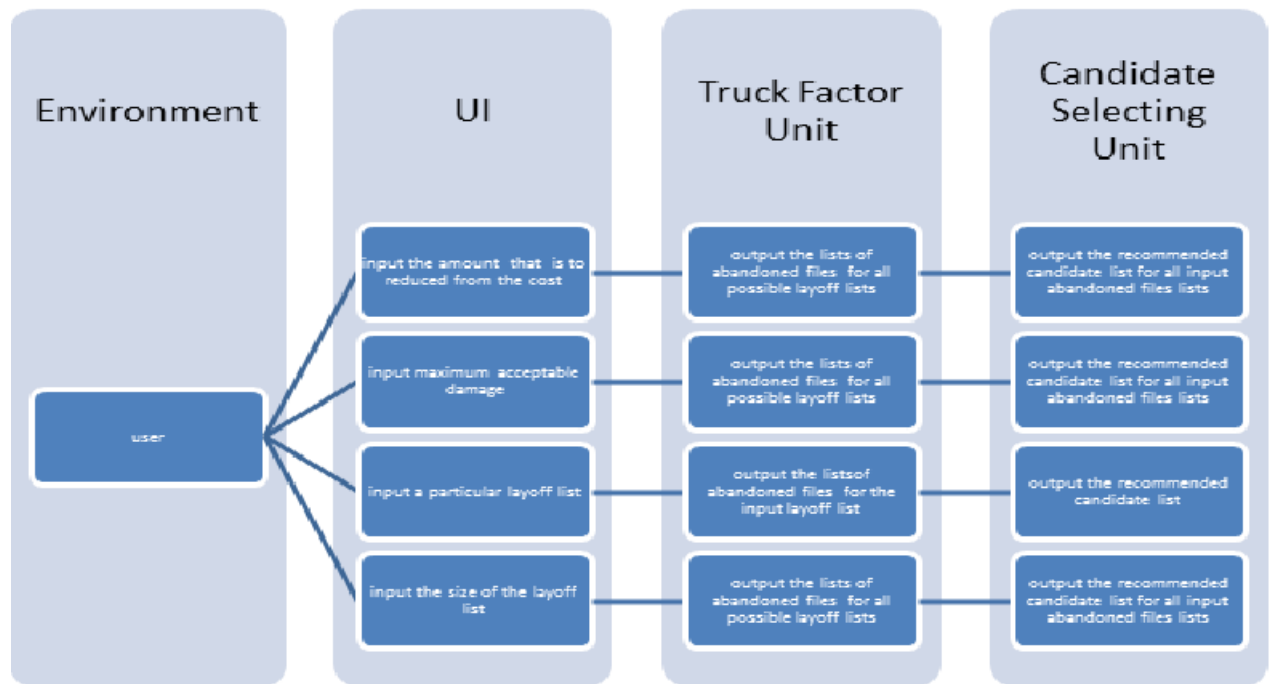 Environment
UI
Truck Factor
Unit
Candidate
Selecting
Unit
user
input the amount that is to
reduced from the cost
output the lists of
abandoned files for all
possible layoff lists
output the recommended
candidate list for all input
abandoned files lists
input maximum acceptable
damage
output the lists of
abandoned files for all
possible layoff lists
output the recommended
candidate list for all input
abandoned files lists
input a particular layoff list
output the listsof
abandoned files for the
input layoff list
output the recommended
candidate list
input the size of the layoff
list
output the lists of
abandoned files for all
possible layoff lists
output the recommended
candidate list for all input
abandoned files lists